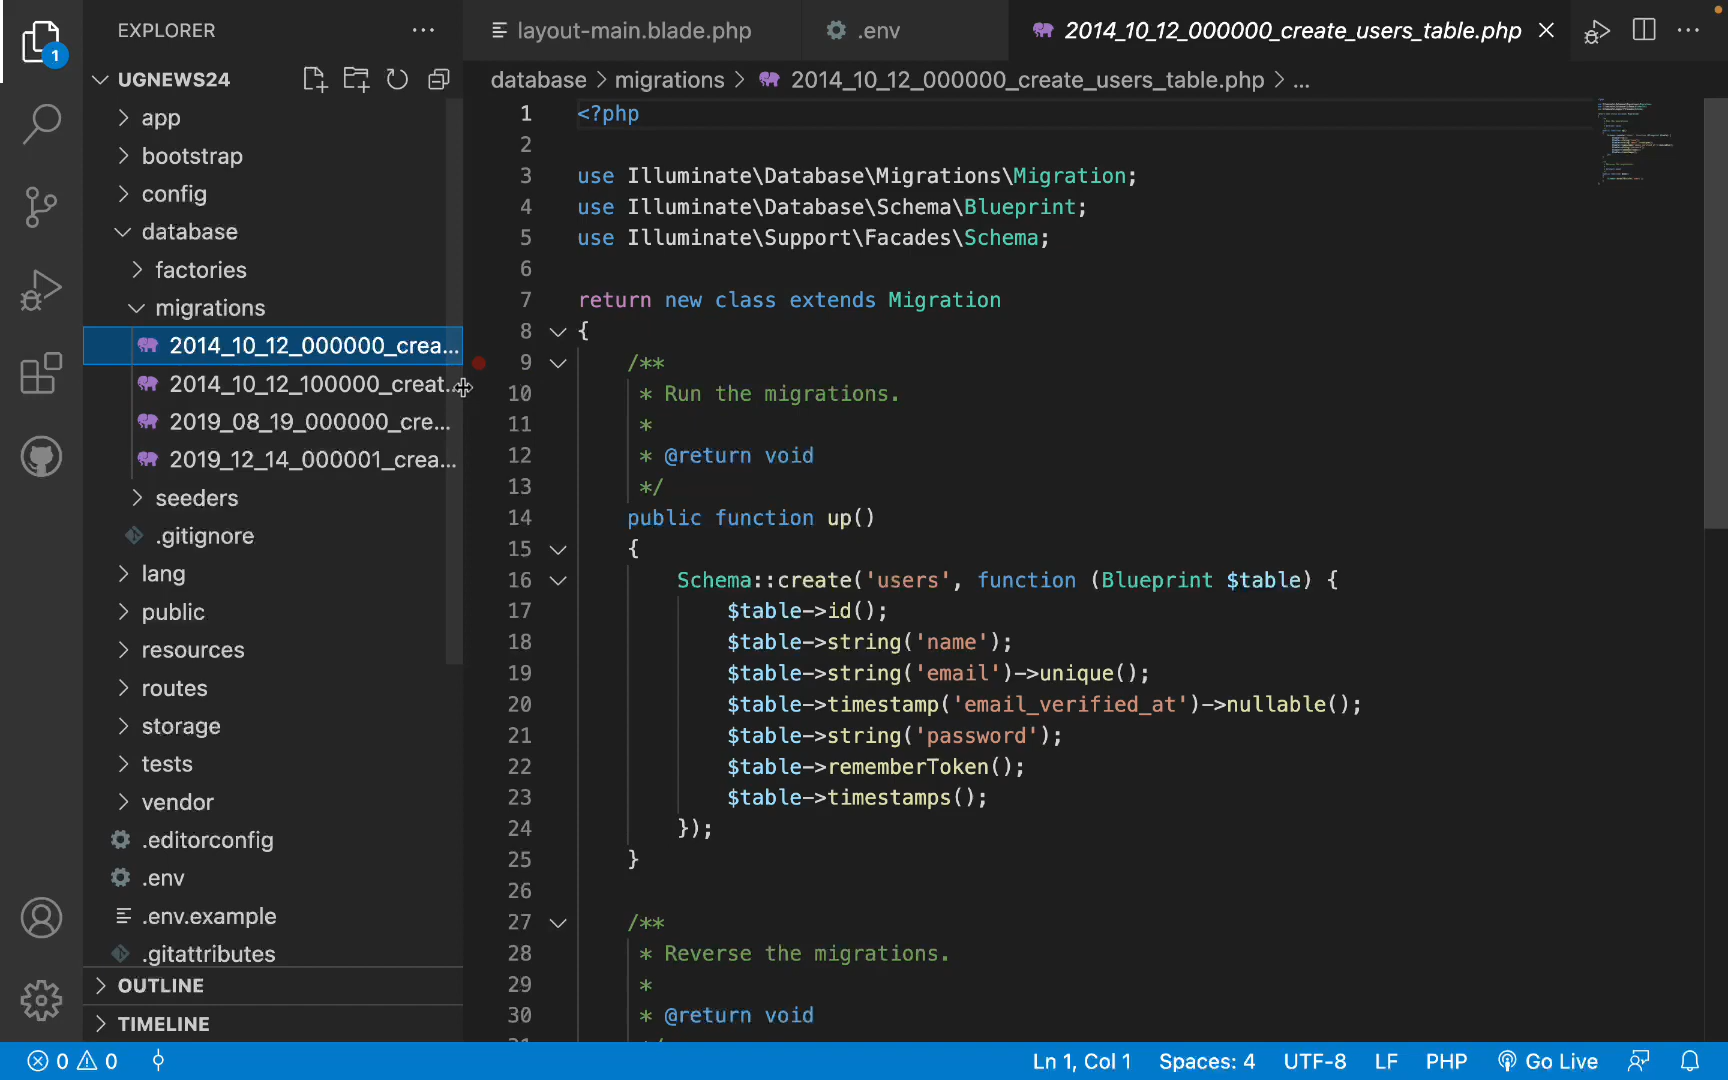 EXPLORER
1
UGNEWS24
app
bootstrap
config
database
factories
migrations
2014_10_12_000000_crea...
2014_10_12_100000_creat...
2019_08_19_000000_cre...
2019_12_14_000001_crea...
seeders
.gitignore
lang
public
resources
routes
storage
tests
vendor
.editorconfig
.env
.env.example
.gitattributes
OUTLINE
TIMELINE
layout-main.blade.php
.env
2014_10_12_000000_create_users_table.php
database > migrations > 2014_10_12_000000_create_users_table.php > ...
1 <?php
2
3 use Illuminate\Database\Migrations\Migration;
4 use Illuminate\Database\Schema\Blueprint;
5 use Illuminate\Support\Facades\Schema;
6
7 return new class extends Migration
8 {
9 /**
10 * Run the migrations.
11 *
12 * @return void
13 */
14 public function up()
15 {
16 Schema::create('users', function (Blueprint $table) {
17 $table->id();
18 $table->string('name');
19 $table->string('email')->unique();
20 $table->timestamp('email_verified_at')->nullable();
21 $table->string('password');
22 $table->rememberToken();
23 $table->timestamps();
24 });
25 }
26
27 /**
28 * Reverse the migrations.
29 *
30 * @return void
0 0
Ln 1, Col 1 Spaces: 4 UTF-8 LF PHP Go Live